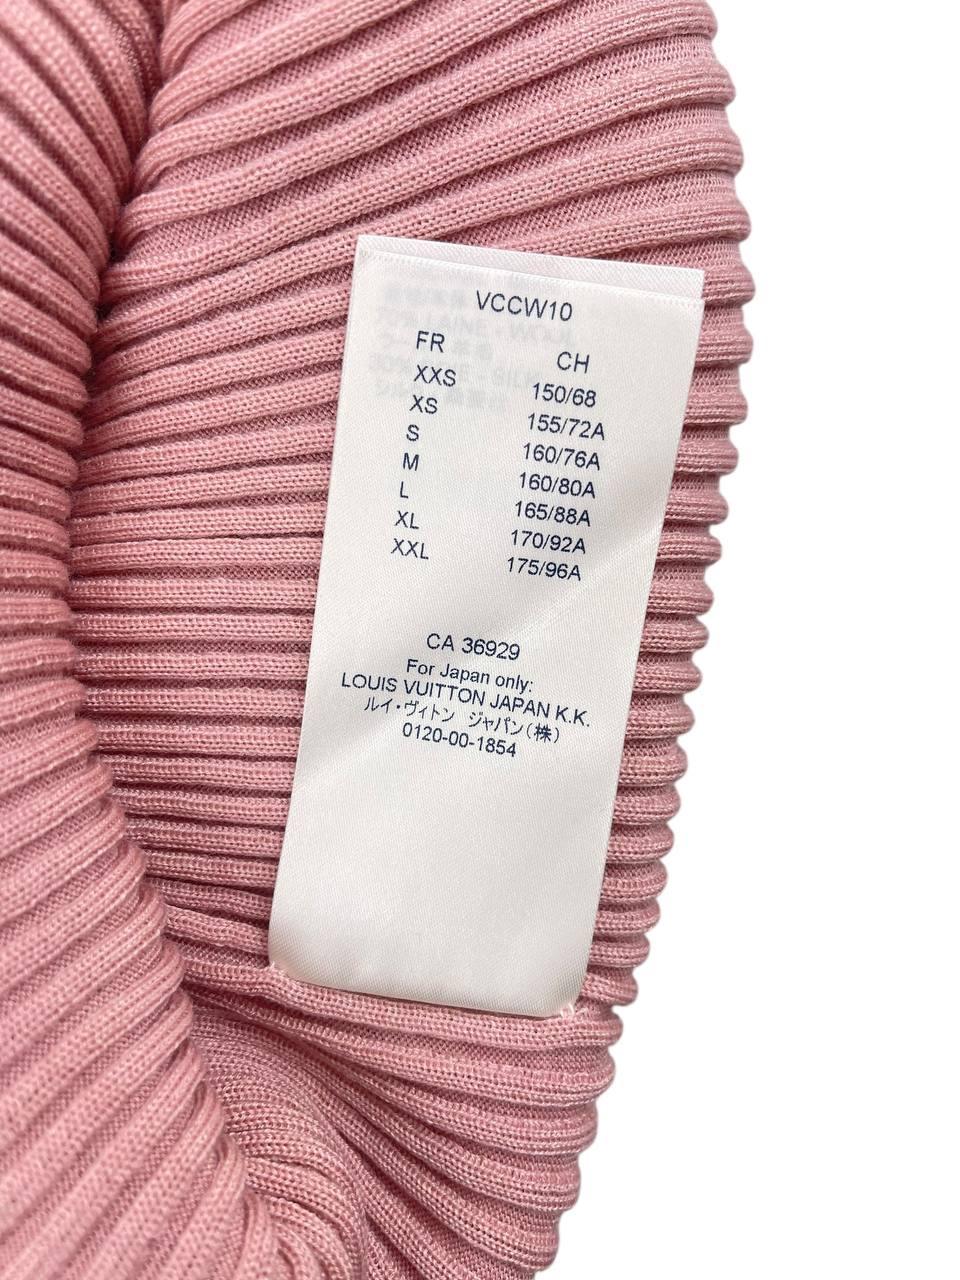 VCCW10
FR CH
XXS 150/68
XS 155/72A
S 160/76A
M 160/80A
L 165/88A
XL 170/92A
XXL 175/96A
CA 36929
For Japan only:
LOUIS VUITTON JAPAN K.K.
ルイ・ヴィトン ジャパン(株)
0120-00-1854